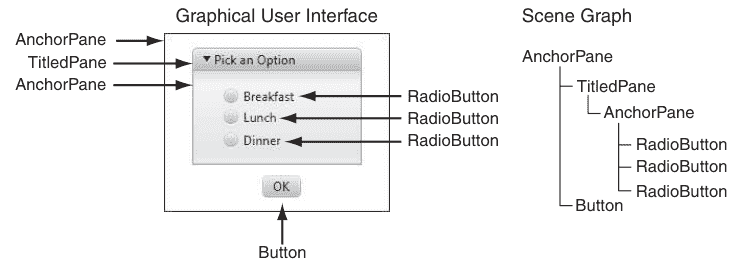 Graphical User Interface
AnchorPane
TitledPane
AnchorPane
Pick an Option
Breakfast
Lunch
Dinner
RadioButton
RadioButton
RadioButton
OK
Button
Scene Graph
AnchorPane
TitledPane
AnchorPane
RadioButton
RadioButton
RadioButton
Button